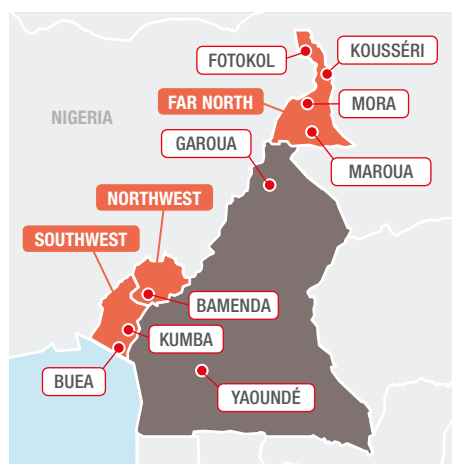 FOTOKOL
KOUSSÉRI
FAR NORTH
MORA
NIGERIA
GAROUA
MAROUA
NORTHWEST
SOUTHWEST
BAMENDA
KUMBA
BUEA
YAOUNDÉ